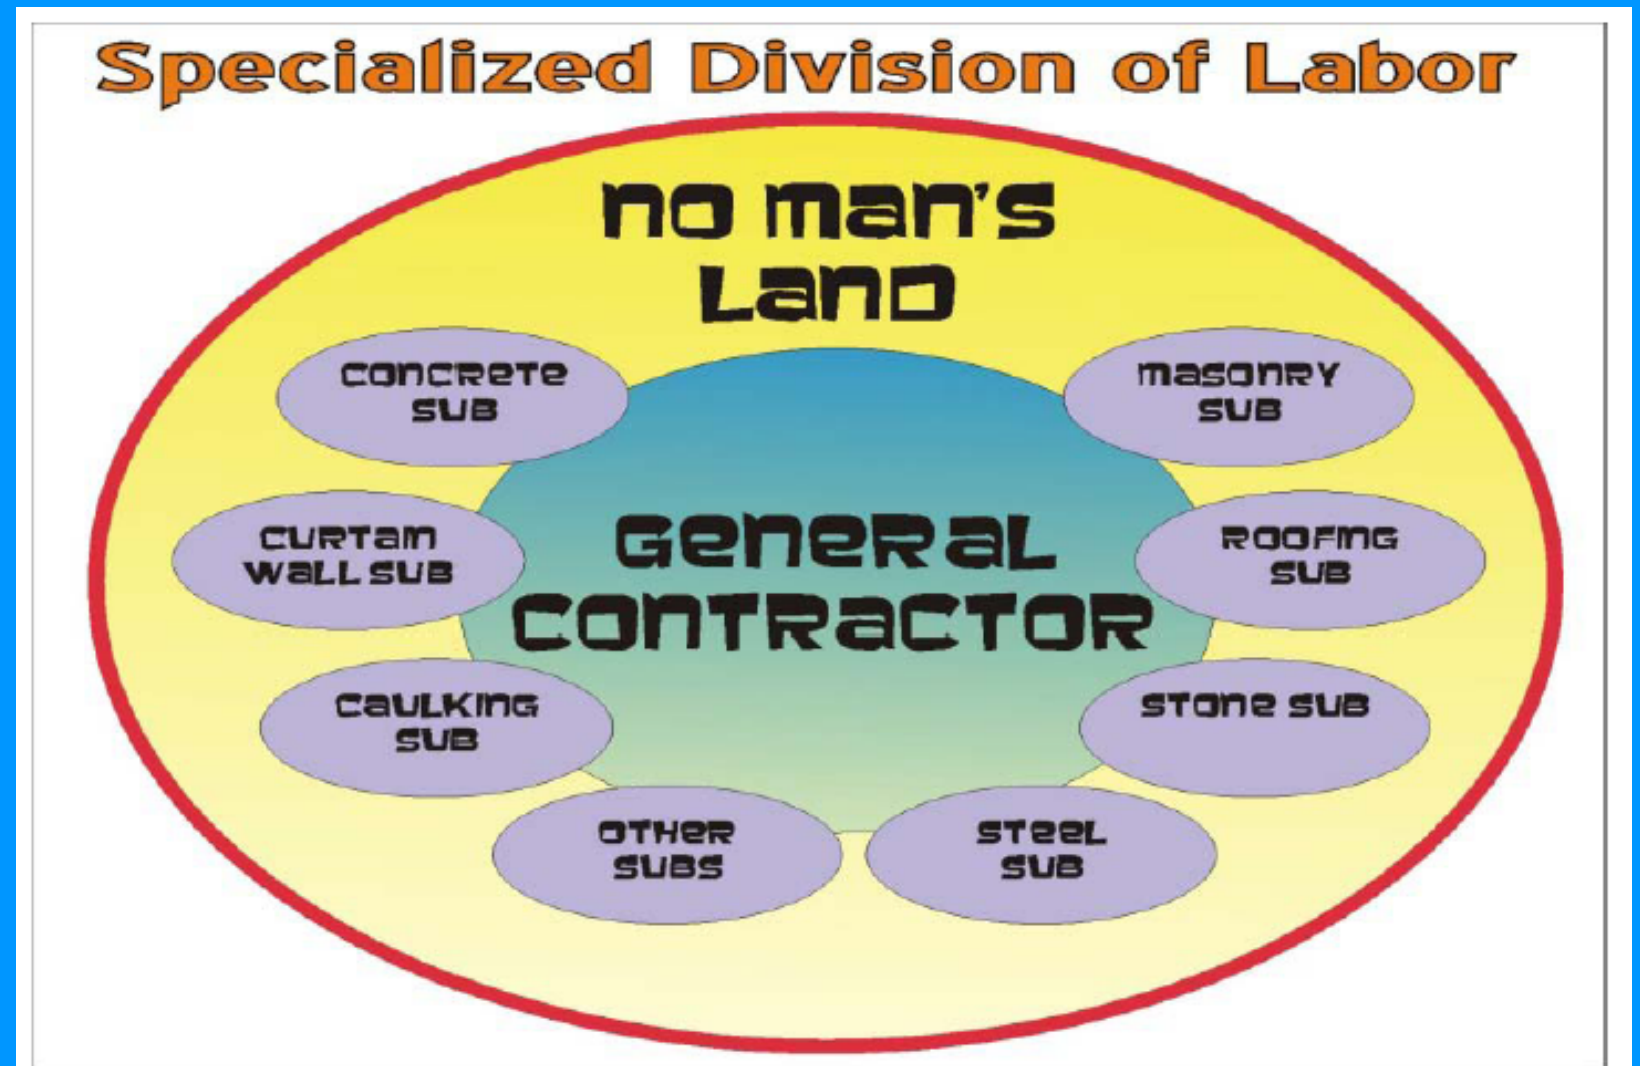 Specialized Division of Labor
NO MAN'S
LAND
CONCRETE
SUB
MASONRY
SUB
CURTAIN
WALL SUB
GENERAL
CONTRACTOR
ROOFING
SUB
CAULKING
SUB
STONE SUB
OTHER
SUBS
STEEL
SUB